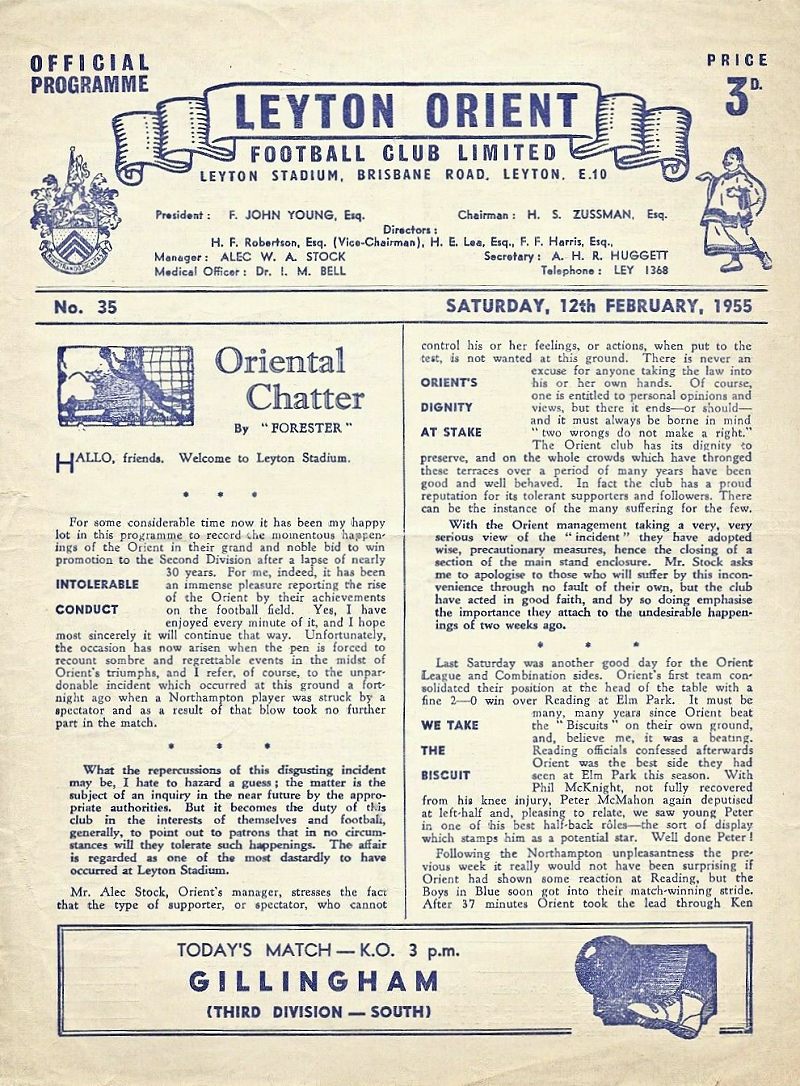 OFFICIAL
PROGRAMME
PRICE
3D.
LEYTON ORIENT
FOOTBALL CLUB LIMITED
LEYTON STADIUM, BRISBANE ROAD, LEYTON, E.10
President : F. JOHN YOUNG, Esq. Chairman : H. S. ZUSSMAN, Esq.
Directors :
H. F. Robertson, Esq. (Vice-Chairman), H. E. Lea, Esq., F. F. Harris, Esq.,
Manager : ALEC W. A. STOCK Secretary : A. H. R. HUGGETT
Medical Officer : Dr. I. M. BELL Telephone : LEY 1368
No. 35 SATURDAY, 12th FEBRUARY, 1955
Oriental
Chatter
By "FORESTER"
HALLO, friends. Welcome to Leyton Stadium.
* * *
For some considerable time now it has been my happy
lot in this programme to record the momentous happen-
ings of the Orient in their grand and noble bid to win
promotion to the Second Division after a lapse of nearly
30 years. For me, indeed, it has been
INTOLERABLE an immense pleasure reporting the rise
of the Orient by their achievements
CONDUCT on the football field. Yes, I have
enjoyed every minute of it, and I hope
most sincerely it will continue that way. Unfortunately,
the occasion has now arisen when the pen is forced to
recount sombre and regrettable events in the midst of
Orient's triumphs, and I refer, of course, to the unpar-
donable incident which occurred at this ground a fort-
night ago when a Northampton player was struck by a
spectator and as a result of that blow took no further
part in the match.
* * *
What the repercussions of this disgusting incident
may be, I hate to hazard a guess ; the matter is the
subject of an inquiry in the near future by the appro-
priate authorities. But it becomes the duty of this
club in the interests of themselves and football,
generally, to point out to patrons that in no circum-
stances will they tolerate such happenings. The affair
is regarded as one of the most dastardly to have
occurred at Leyton Stadium.
Mr. Alec Stock, Orient's manager, stresses the fact
that the type of supporter, or spectator, who cannot
control his or her feelings, or actions, when put to the
test, is not wanted at this ground. There is never an
excuse for anyone taking the law into
ORIENT'S his or her own hands. Of course,
one is entitled to personal opinions and
DIGNITY views, but there it ends—or should—
and it must always be borne in mind
AT STAKE "two wrongs do not make a right."
The Orient club has its dignity to
preserve, and on the whole crowds which have thronged
these terraces over a period of many years have been
good and well behaved. In fact the club has a proud
reputation for its tolerant supporters and followers. There
can be the instance of the many suffering for the few.
With the Orient management taking a very, very
serious view of the "incident" they have adopted
wise, precautionary measures, hence the closing of a
section of the main stand enclosure. Mr. Stock asks
me to apologise to those who will suffer by this incon-
venience through no fault of their own, but the club
have acted in good faith, and by so doing emphasise
the importance they attach to the undesirable happen-
ings of two weeks ago.
* * *
Last Saturday was another good day for the Orient
League and Combination sides. Orient's first team con-
solidated their position at the head of the table with a
fine 2—0 win over Reading at Elm Park. It must be
many, many years since Orient beat
WE TAKE the "Biscuits" on their own ground,
and, believe me, it was a beating.
THE Reading officials confessed afterwards
Orient was the best side they had
BISCUIT seen at Elm Park this season. With
Phil McKnight, not fully recovered
from his knee injury, Peter McMahon again deputised
at left-half and, pleasing to relate, we saw young Peter
in one of his best half-back rôles—the sort of display
which stamps him as a potential star. Well done Peter !
Following the Northampton unpleasantness the pre-
vious week it really would not have been surprising if
Orient had shown some reaction at Reading, but the
Boys in Blue soon got into their match-winning stride.
After 37 minutes Orient took the lead through Ken
TODAY'S MATCH — K.O. 3 p.m.
GILLINGHAM
(THIRD DIVISION — SOUTH)